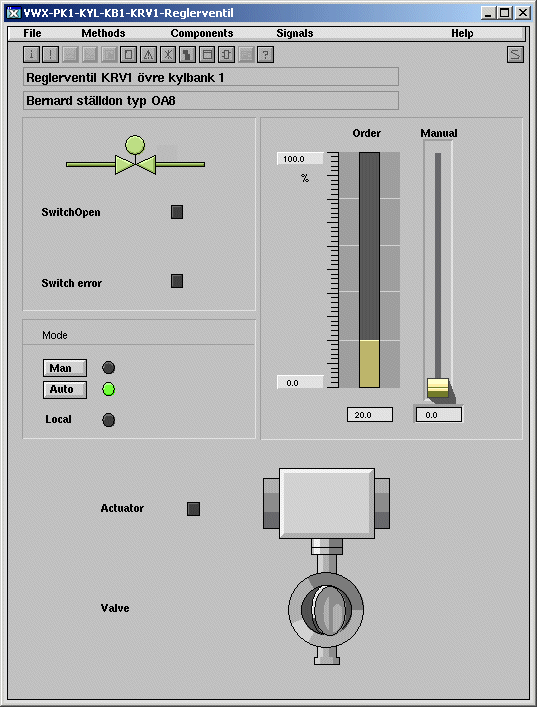 VWX-PK1-KYL-KB1-KRV1-Reglerventil
File Methods Components Signals Help
Reglerventil KRV1 övre kylbank 1
Bernard ställdon typ OA8
Order Manual
100.0
%
SwitchOpen
Switch error
Mode
Man
Auto
0.0
20.0 0.0
Local
Actuator
Valve